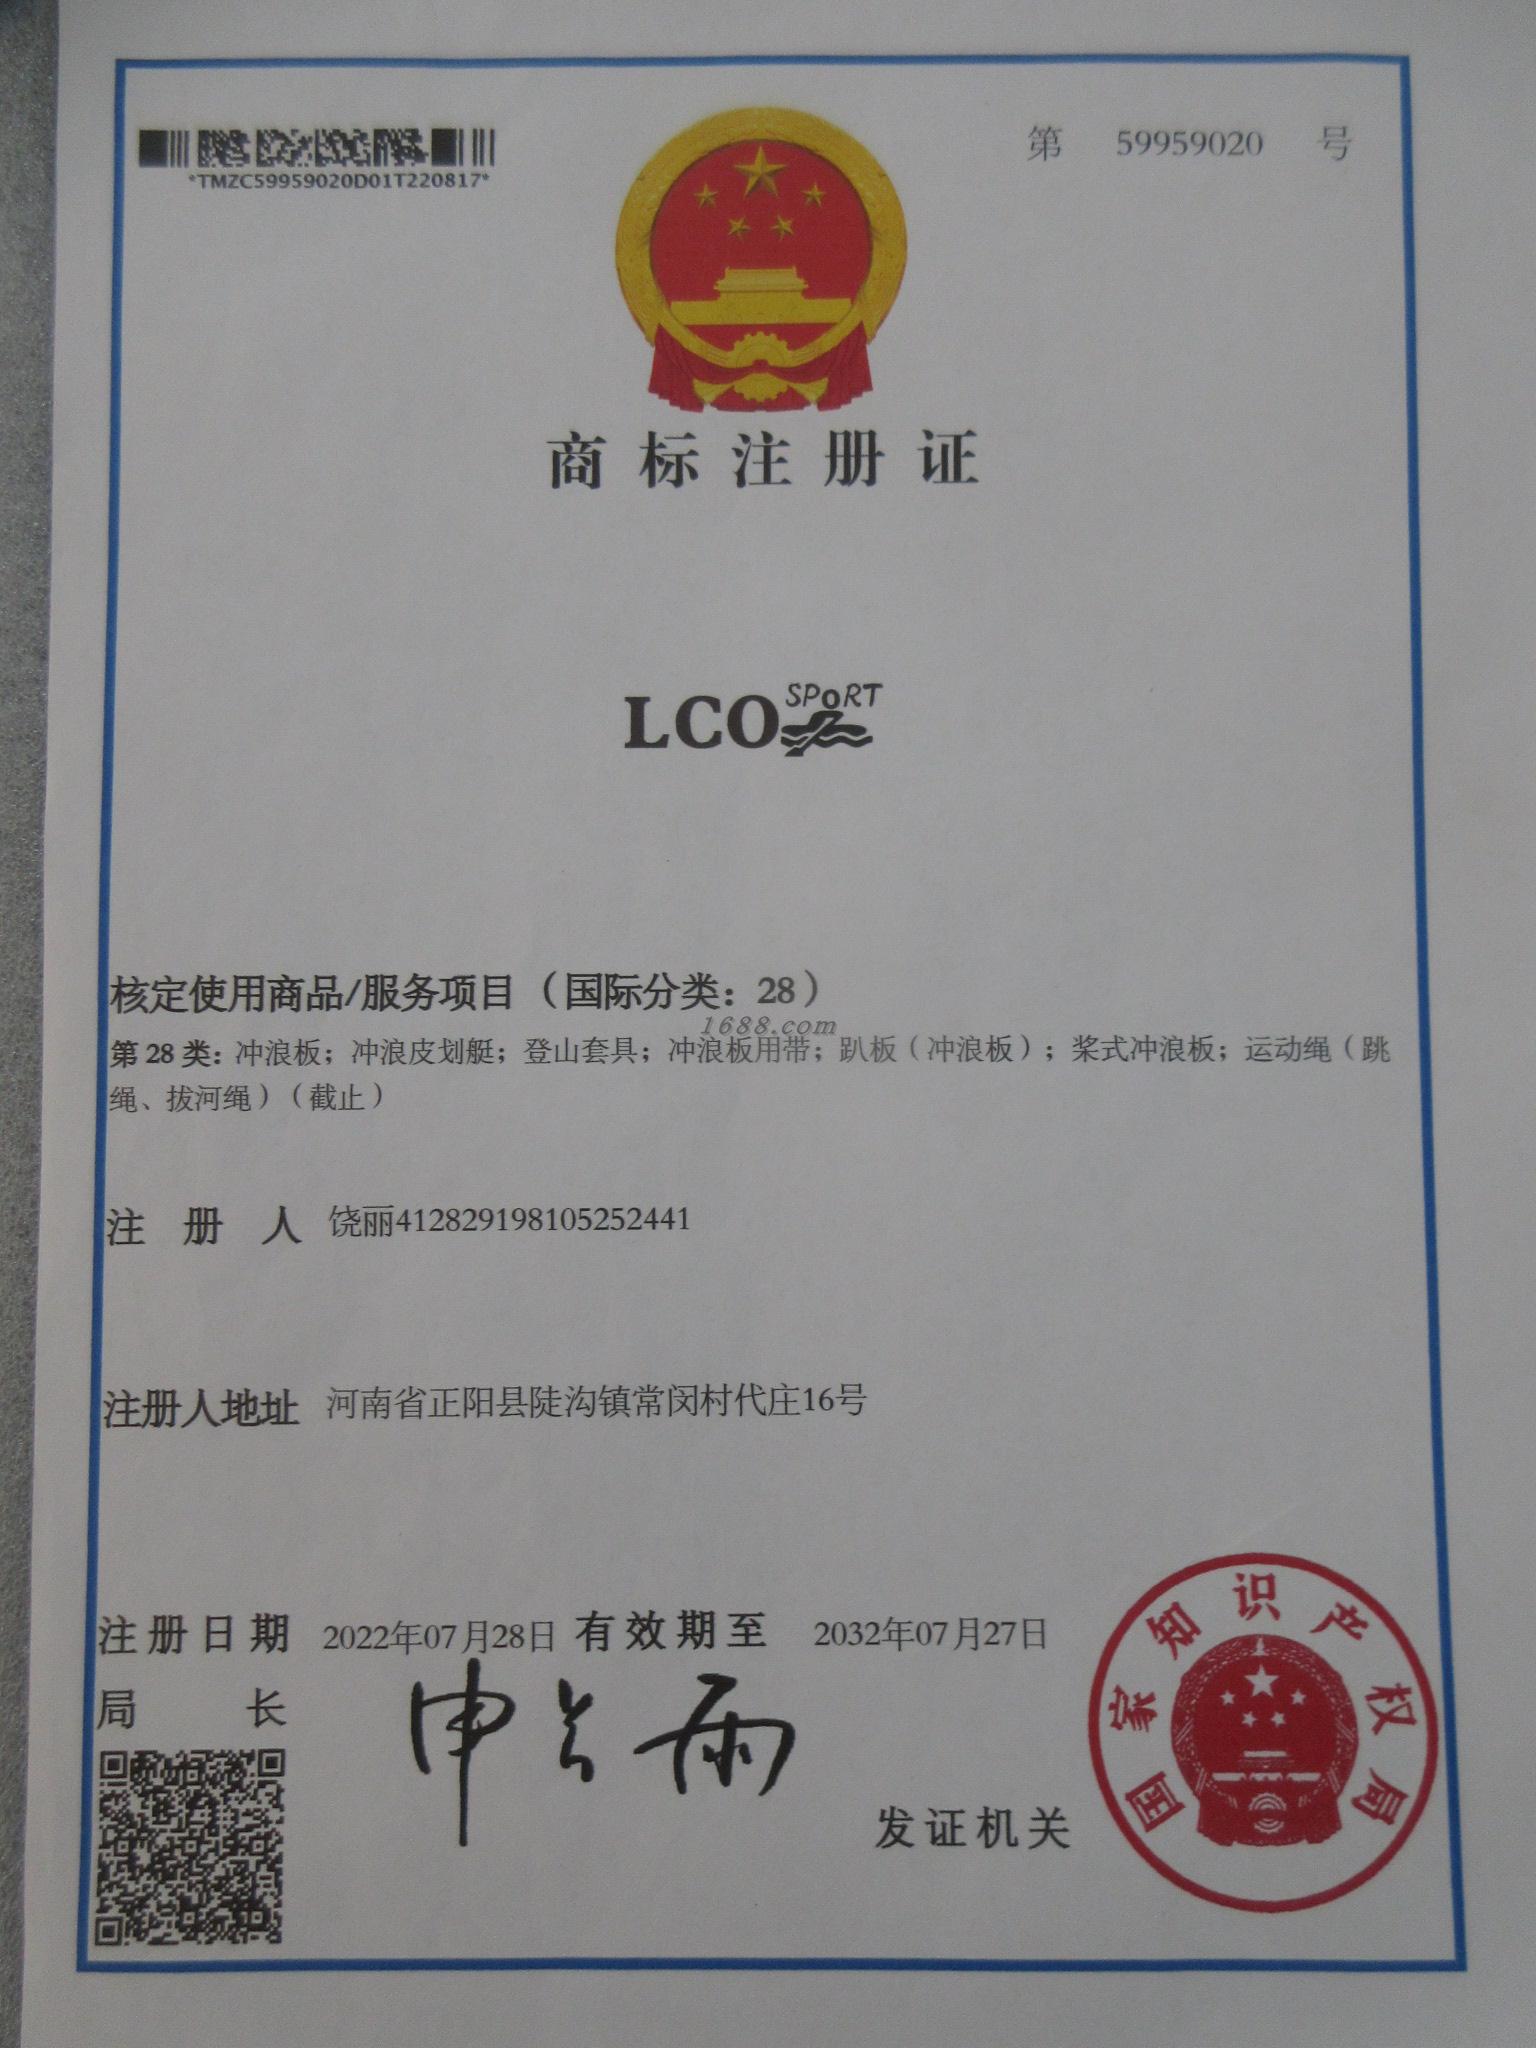 *TMZC59959020D01T220817*
第 59959020 号
商标注册证
LCO SPORT
核定使用商品/服务项目（国际分类：28）
1688.com
第 28 类：冲浪板；冲浪皮划艇；登山套具；冲浪板用带；趴板（冲浪板）；桨式冲浪板；运动绳（跳
绳、拔河绳）（截止）
注册人 饶丽412829198105252441
注册人地址 河南省正阳县陡沟镇常闵村代庄16号
注册日期 2022年07月28日 有效期至 2032年07月27日
局长 申长雨
发证机关
国家知识产权局